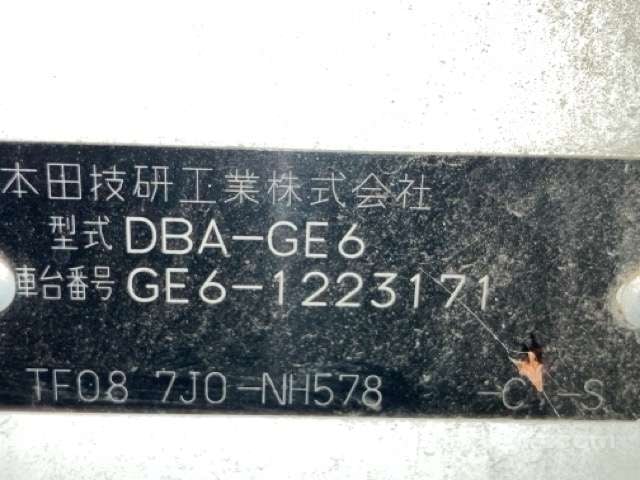 本田技研工業株式会社
型式 DBA-GE6
車台番号 GE6-1223171
TF08 7J0-NH578 -C -S